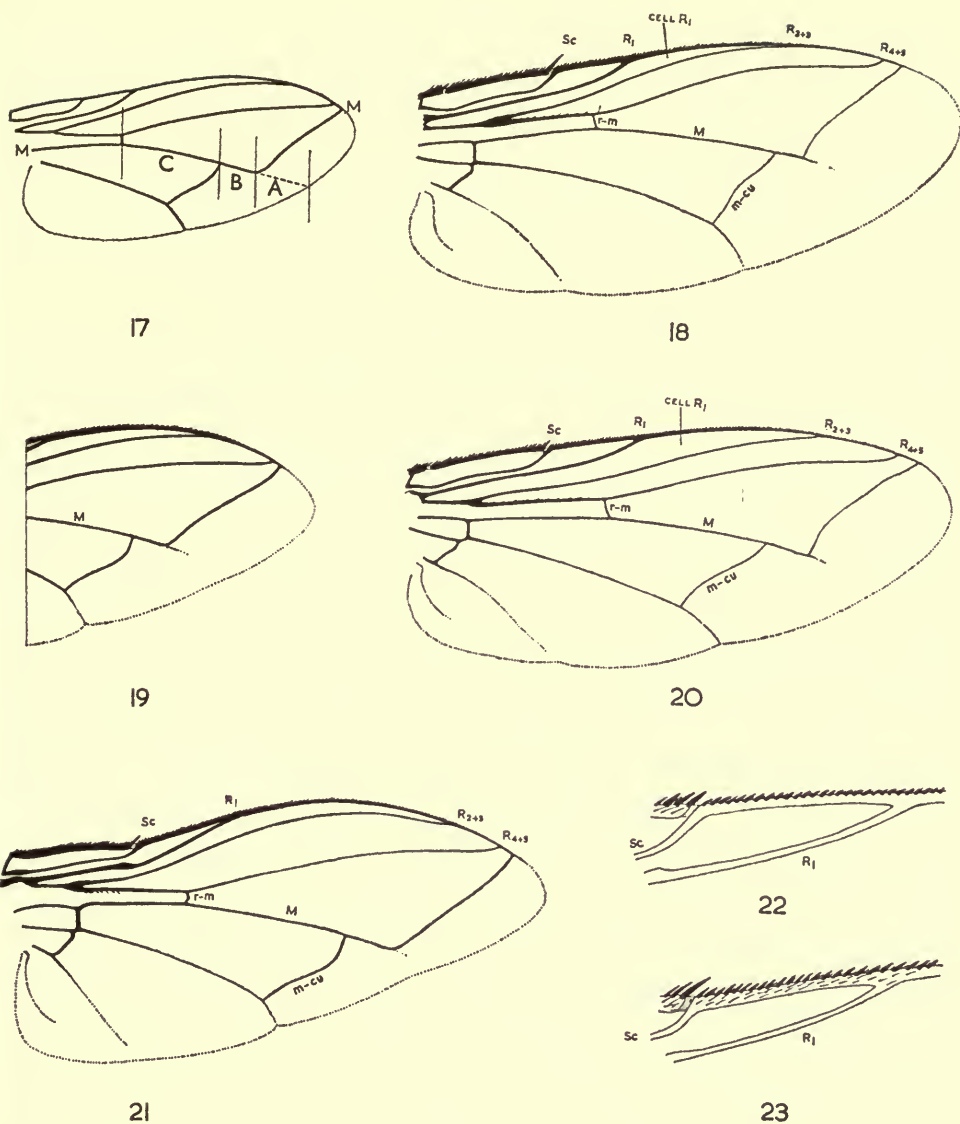 M
M
C
B
A
17
Sc
R1
CELL R1
R2+3
R4+5
r-m
M
m-cu
18
M
19
Sc
R1
CELL R1
R2+3
R4+5
r-m
M
m-cu
20
Sc
R1
R2+3
R4+5
r-m
M
m-cu
21
Sc
R1
22
Sc
R1
23